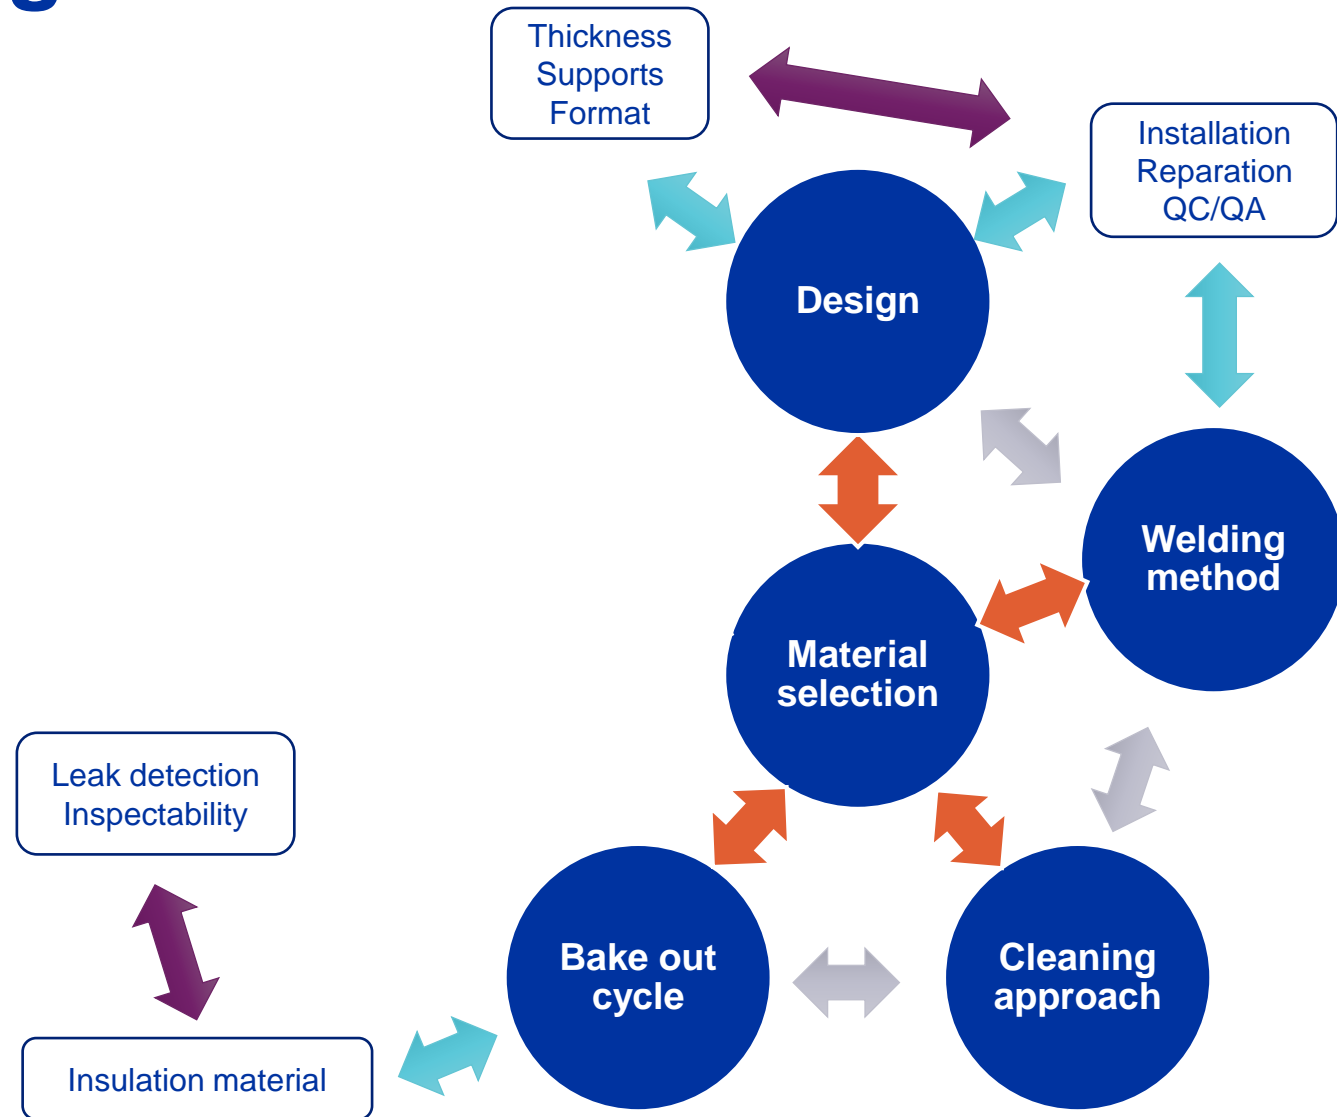 g
Thickness
Supports
Format
Installation
Reparation
QC/QA
Design
Welding
method
Material
selection
Leak detection
Inspectability
Bake out
cycle
Cleaning
approach
Insulation material